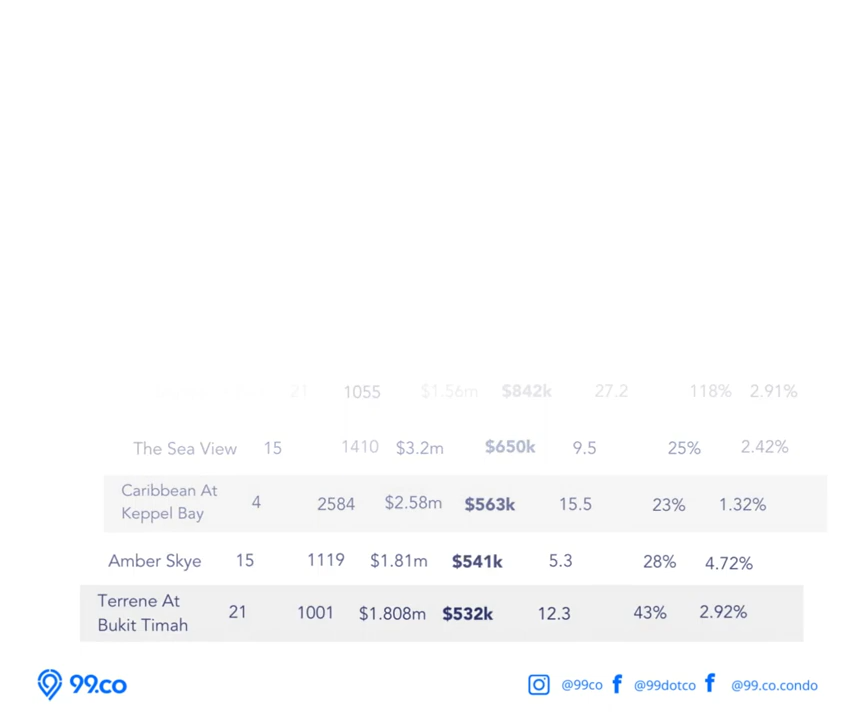 21 1055 $1.56m $842k 27.2 118% 2.91%
The Sea View 15 1410 $3.2m $650k 9.5 25% 2.42%
Caribbean At
Keppel Bay 4 2584 $2.58m $563k 15.5 23% 1.32%
Amber Skye 15 1119 $1.81m $541k 5.3 28% 4.72%
Terrene At
Bukit Timah 21 1001 $1.808m $532k 12.3 43% 2.92%
99.co @99co @99dotco @99.co.condo